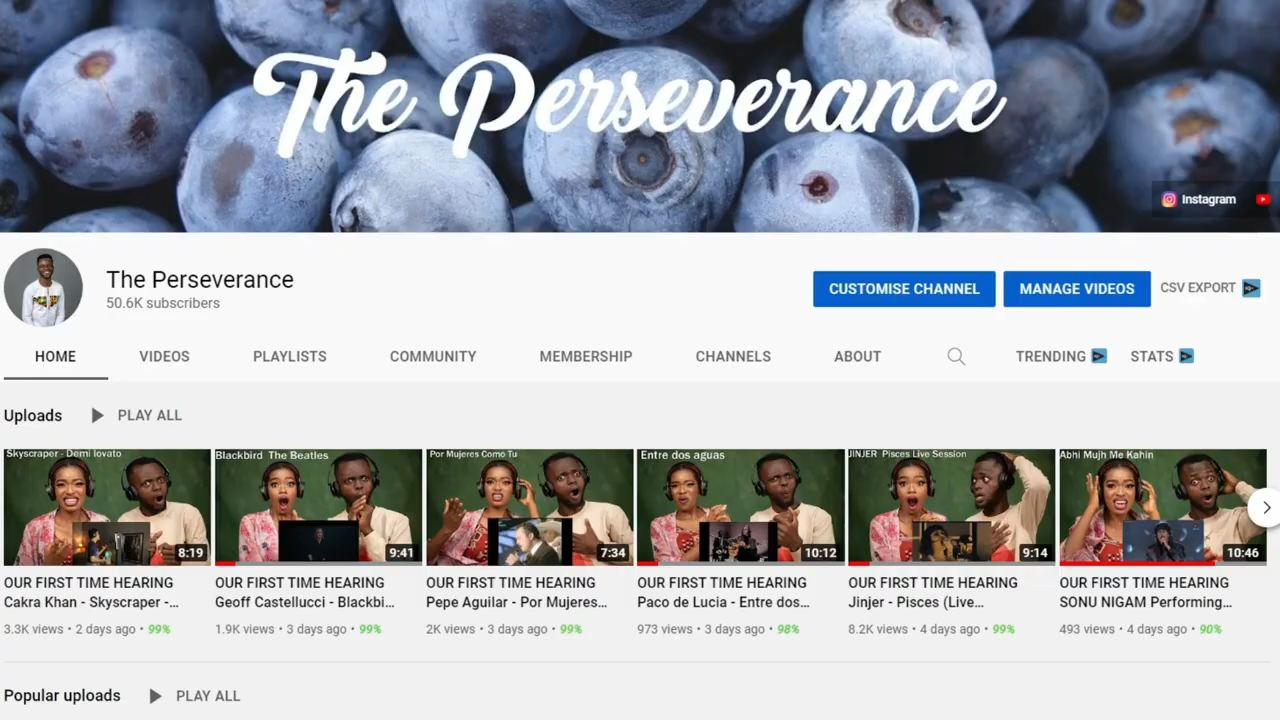 The Perseverance
Instagram
The Perseverance
50.6K subscribers
CUSTOMISE CHANNEL
MANAGE VIDEOS
CSV EXPORT
HOME
VIDEOS
PLAYLISTS
COMMUNITY
MEMBERSHIP
CHANNELS
ABOUT
TRENDING
STATS
Uploads
PLAY ALL
Skyscraper - Demi lovato
8:19
OUR FIRST TIME HEARING
Cakra Khan - Skyscraper -...
3.3K views • 2 days ago • 99%
Blackbird The Beatles
9:41
OUR FIRST TIME HEARING
Geoff Castellucci - Blackbi...
1.9K views • 3 days ago • 99%
Por Mujeres Como Tu
7:34
OUR FIRST TIME HEARING
Pepe Aguilar - Por Mujeres...
2K views • 3 days ago • 99%
Entre dos aguas
10:12
OUR FIRST TIME HEARING
Paco de Lucia - Entre dos...
973 views • 3 days ago • 98%
JINJER Pisces Live Session
9:14
OUR FIRST TIME HEARING
Jinjer - Pisces (Live...
8.2K views • 4 days ago • 99%
Abhi Mujh Me Kahin
10:46
OUR FIRST TIME HEARING
SONU NIGAM Performing...
493 views • 4 days ago • 90%
Popular uploads
PLAY ALL